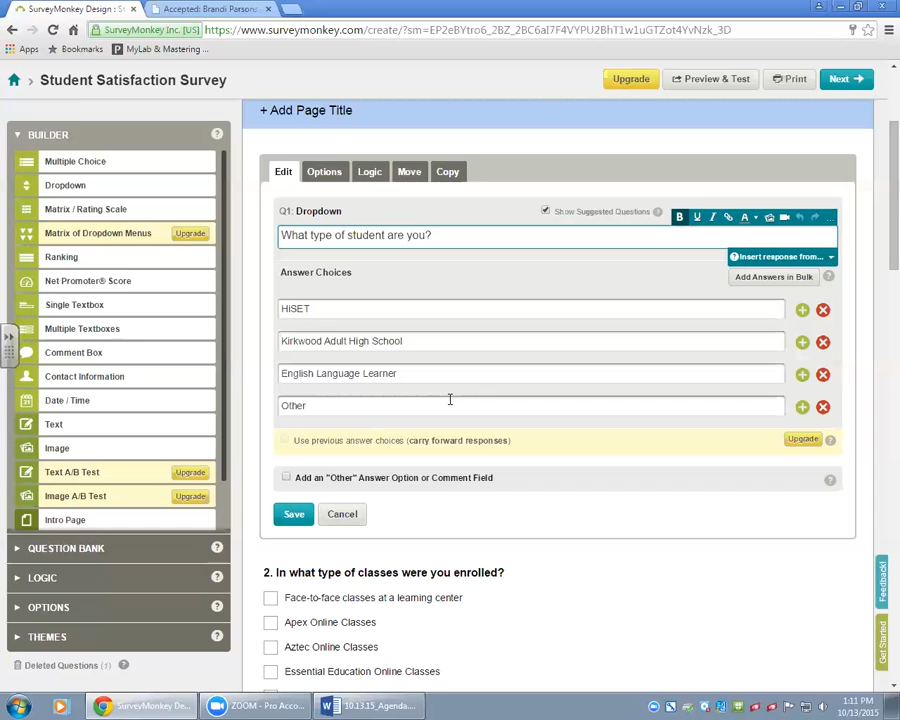 SurveyMonkey Design : S
Accepted: Brandi Parsons
SurveyMonkey Inc. [US]
https://www.surveymonkey.com/create/?sm=EP2eBYtro6_2BZ_2BC6aI7F4VYPU2BhT1w1uGTZot4YvNvk_3D
Apps
Bookmarks
MyLab & Mastering ...
Student Satisfaction Survey
Upgrade
Preview & Test
Print
Next
+ Add Page Title
BUILDER
Multiple Choice
Dropdown
Matrix / Rating Scale
Matrix of Dropdown Menus
Upgrade
Ranking
Net Promoter® Score
Single Textbox
Multiple Textboxes
Comment Box
Contact Information
Date / Time
Text
Image
Text A/B Test
Upgrade
Image A/B Test
Upgrade
Intro Page
QUESTION BANK
LOGIC
OPTIONS
THEMES
Deleted Questions (1)
Edit
Options
Logic
Move
Copy
Q1: Dropdown
Show Suggested Questions
B U I A ...
What type of student are you?
Insert response from...
Answer Choices
Add Answers in Bulk
HiSET
Kirkwood Adult High School
English Language Learner
Other
Use previous answer choices (carry forward responses)
Upgrade
Add an "Other" Answer Option or Comment Field
Save
Cancel
2. In what type of classes were you enrolled?
Face-to-face classes at a learning center
Apex Online Classes
Aztec Online Classes
Essential Education Online Classes
Feedback!
Get Started
SurveyMonkey Desi...
ZOOM - Pro Acco...
10.13.15_Agenda....
1:11 PM
10/13/2015